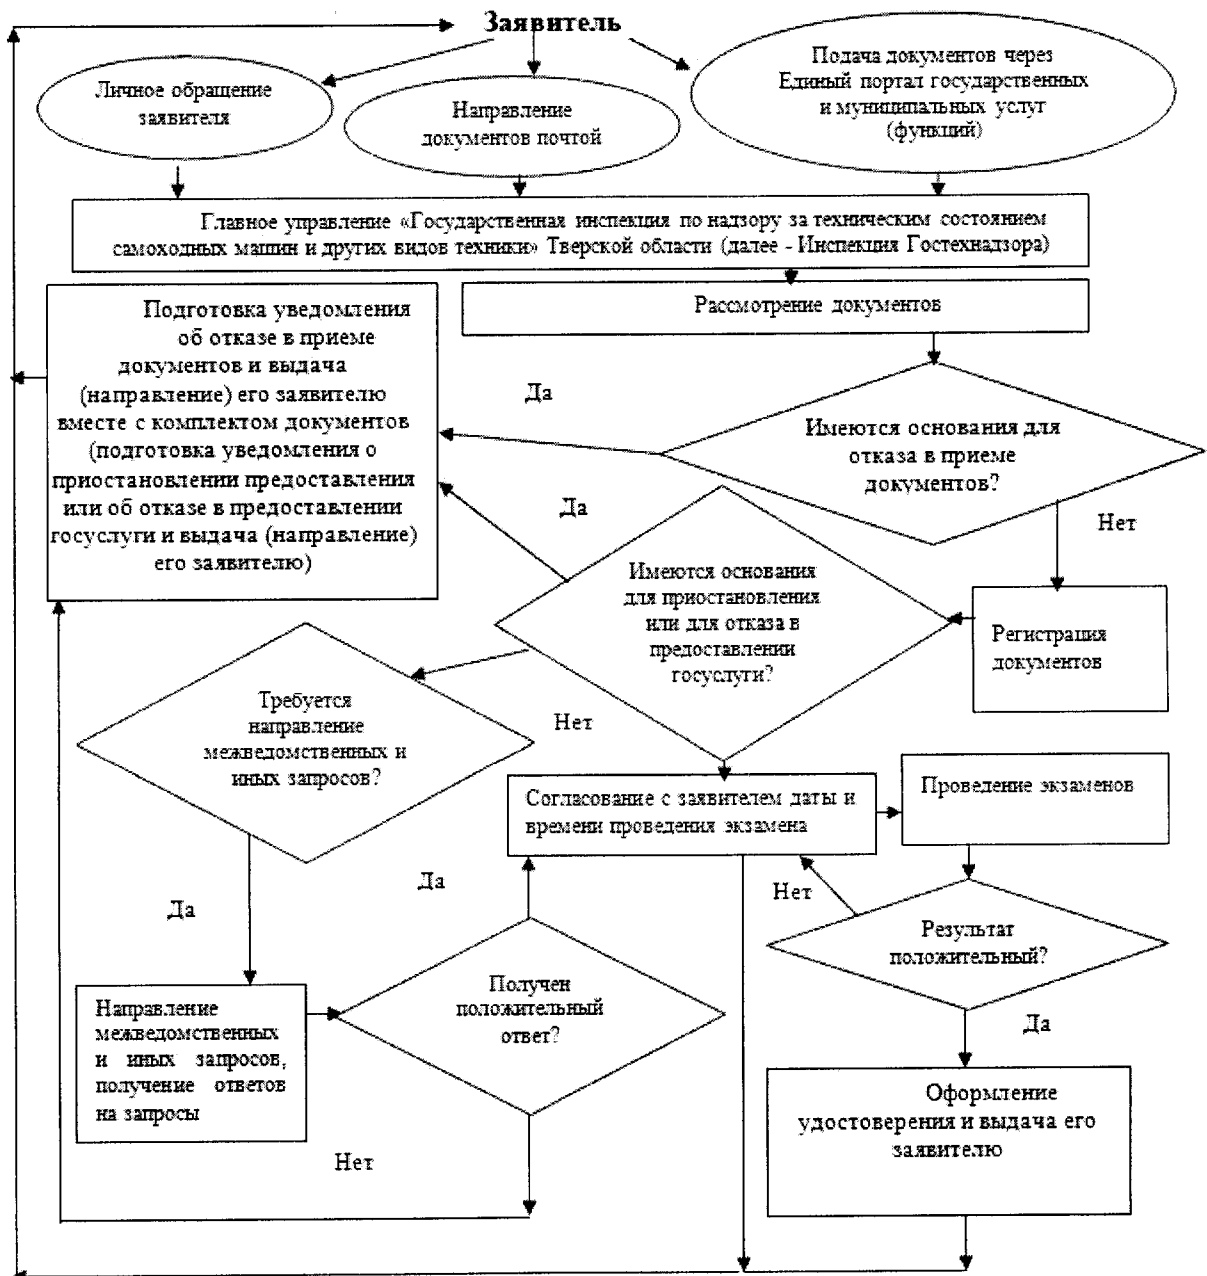 Заявитель
Личное обращение
заявителя
Направление
документов почтой
Подача документов через
Единый портал государственных
и муниципальных услуг
(функций)
Главное управление «Государственная инспекция по надзору за техническим состоянием
самоходных машин и других видов техники» Тверской области (далее - Инспекция Гостехнадзора)
Рассмотрение документов
Подготовка уведомления
об отказе в приеме
документов и выдача
(направление) его заявителю
вместе с комплектом документов
(подготовка уведомления о
приостановлении предоставления
или об отказе в предоставлении
госуслуги и выдача (направление)
его заявителю)
Да
Имеются основания для
отказа в приеме
документов?
Да
Нет
Имеются основания
для приостановления
или для отказа в
предоставлении
госуслуги?
Регистрация
документов
Требуется
направление
межведомственных и
иных запросов?
Нет
Согласование с заявителем даты и
времени проведения экзамена
Проведение экзаменов
Да
Да
Нет
Результат
положительный?
Направление
межведомственных
и иных запросов,
получение ответов
на запросы
Получен
положительный
ответ?
Да
Нет
Оформление
удостоверения и выдача его
заявителю